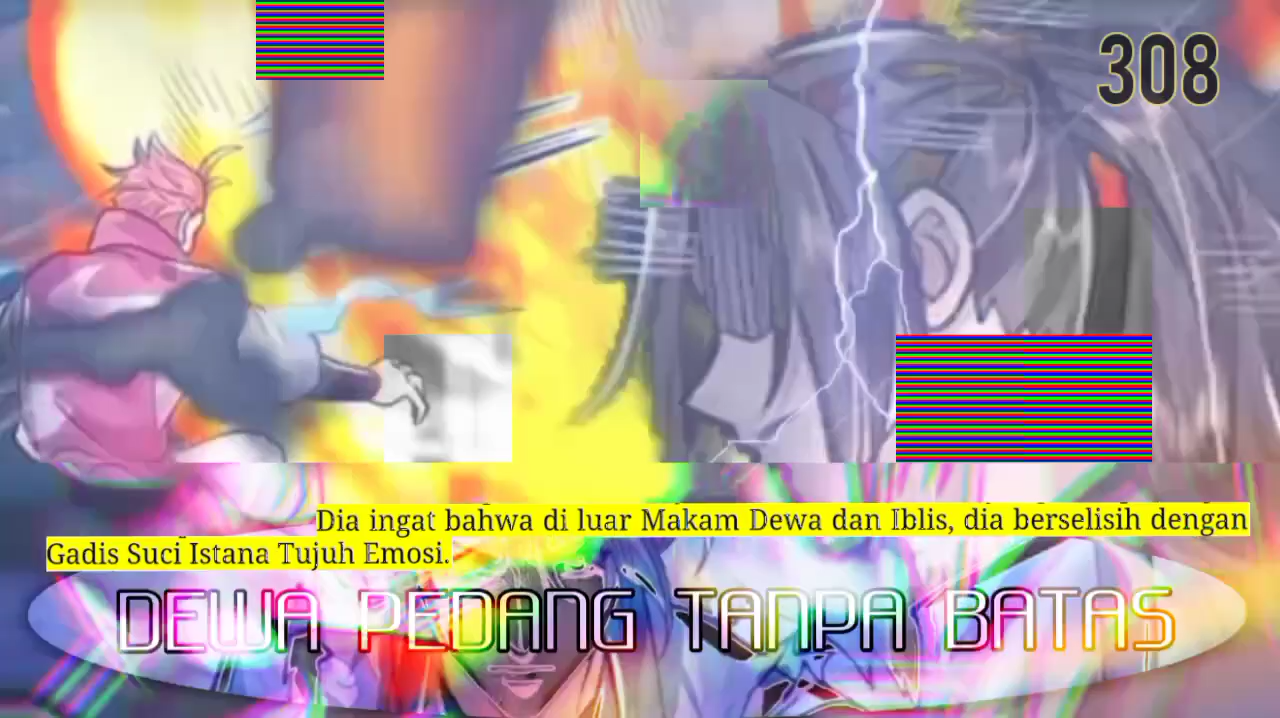 308
Dia ingat bahwa di luar Makam Dewa dan Iblis, dia berselisih dengan
Gadis Suci Istana Tujuh Emosi.
DEWA PEDANG TANPA BATAS